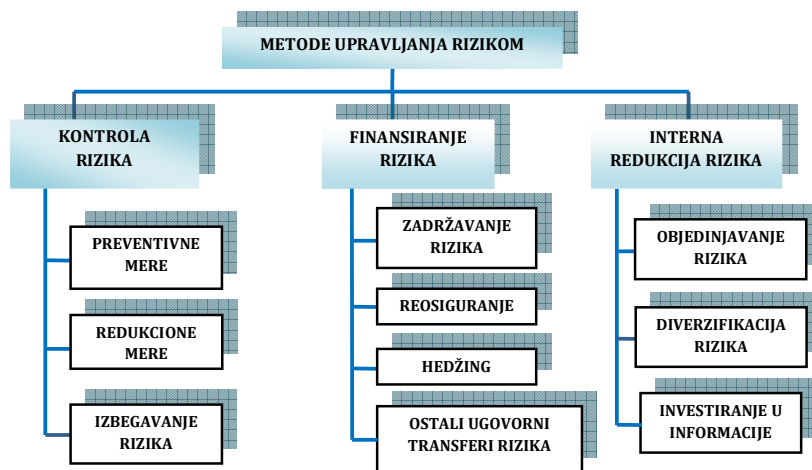 METODE UPRAVLJANJA RIZIKOM
KONTROLA
RIZIKA
PREVENTIVNE
MERE
REDUKCIONE
MERE
IZBEGAVANJE
RIZIKA
FINANSIRANJE
RIZIKA
ZADRŽAVANJE
RIZIKA
REOSIGURANJE
HEDŽING
OSTALI UGOVORNI
TRANSFERI RIZIKA
INTERNA
REDUKCIJA RIZIKA
OBJEDINJAVANJE
RIZIKA
DIVERZIFIKACIJA
RIZIKA
INVESTIRANJE U
INFORMACIJE